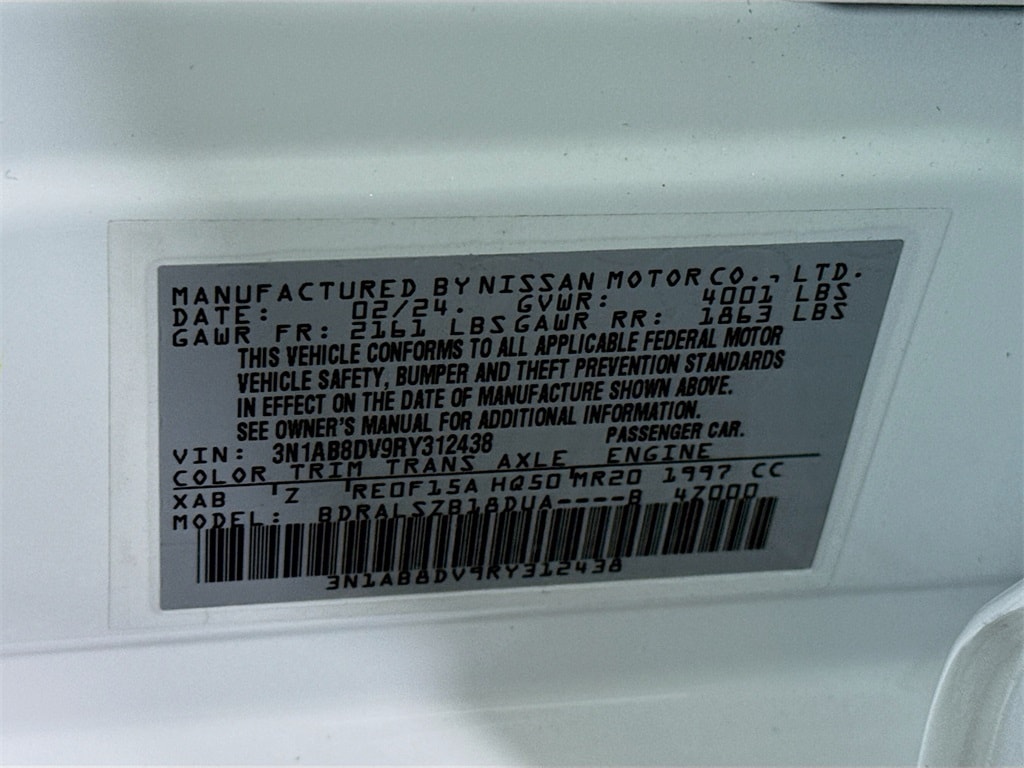 MANUFACTURED BY NISSAN MOTOR CO., LTD.
DATE: 02/24. GVWR: 4001 LBS
GAWR FR: 2161 LBS GAWR RR: 1863 LBS
THIS VEHICLE CONFORMS TO ALL APPLICABLE FEDERAL MOTOR
VEHICLE SAFETY, BUMPER AND THEFT PREVENTION STANDARDS
IN EFFECT ON THE DATE OF MANUFACTURE SHOWN ABOVE.
SEE OWNER'S MANUAL FOR ADDITIONAL INFORMATION.
VIN: 3N1AB8DV9RY312438 PASSENGER CAR.
COLOR TRIM TRANS AXLE ENGINE
XAB Z RE0F15A HQ50 MR20 1997 CC
MODEL: BDRALSZB18DUA----B 4Z000
3N1AB8DV9RY312438